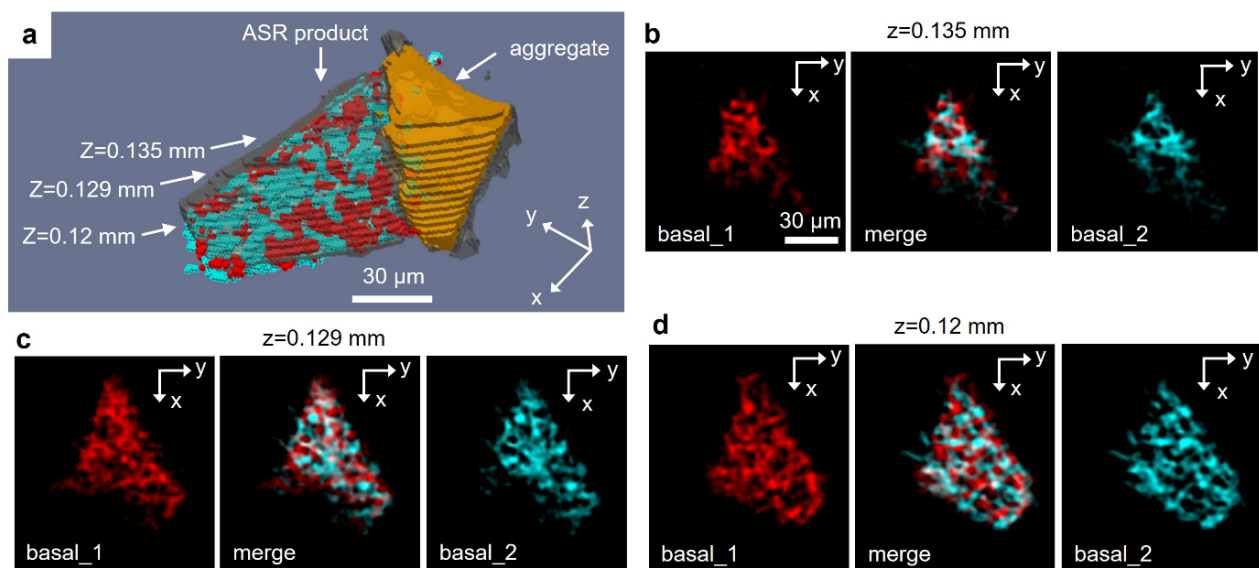 a
ASR product
aggregate
Z=0.135 mm
Z=0.129 mm
Z=0.12 mm
30 µm
y
z
x
b
z=0.135 mm
y
x
y
x
y
x
basal_1
30 µm
merge
basal_2
c
z=0.129 mm
y
x
y
x
y
x
basal_1
merge
basal_2
d
z=0.12 mm
y
x
y
x
y
x
basal_1
merge
basal_2